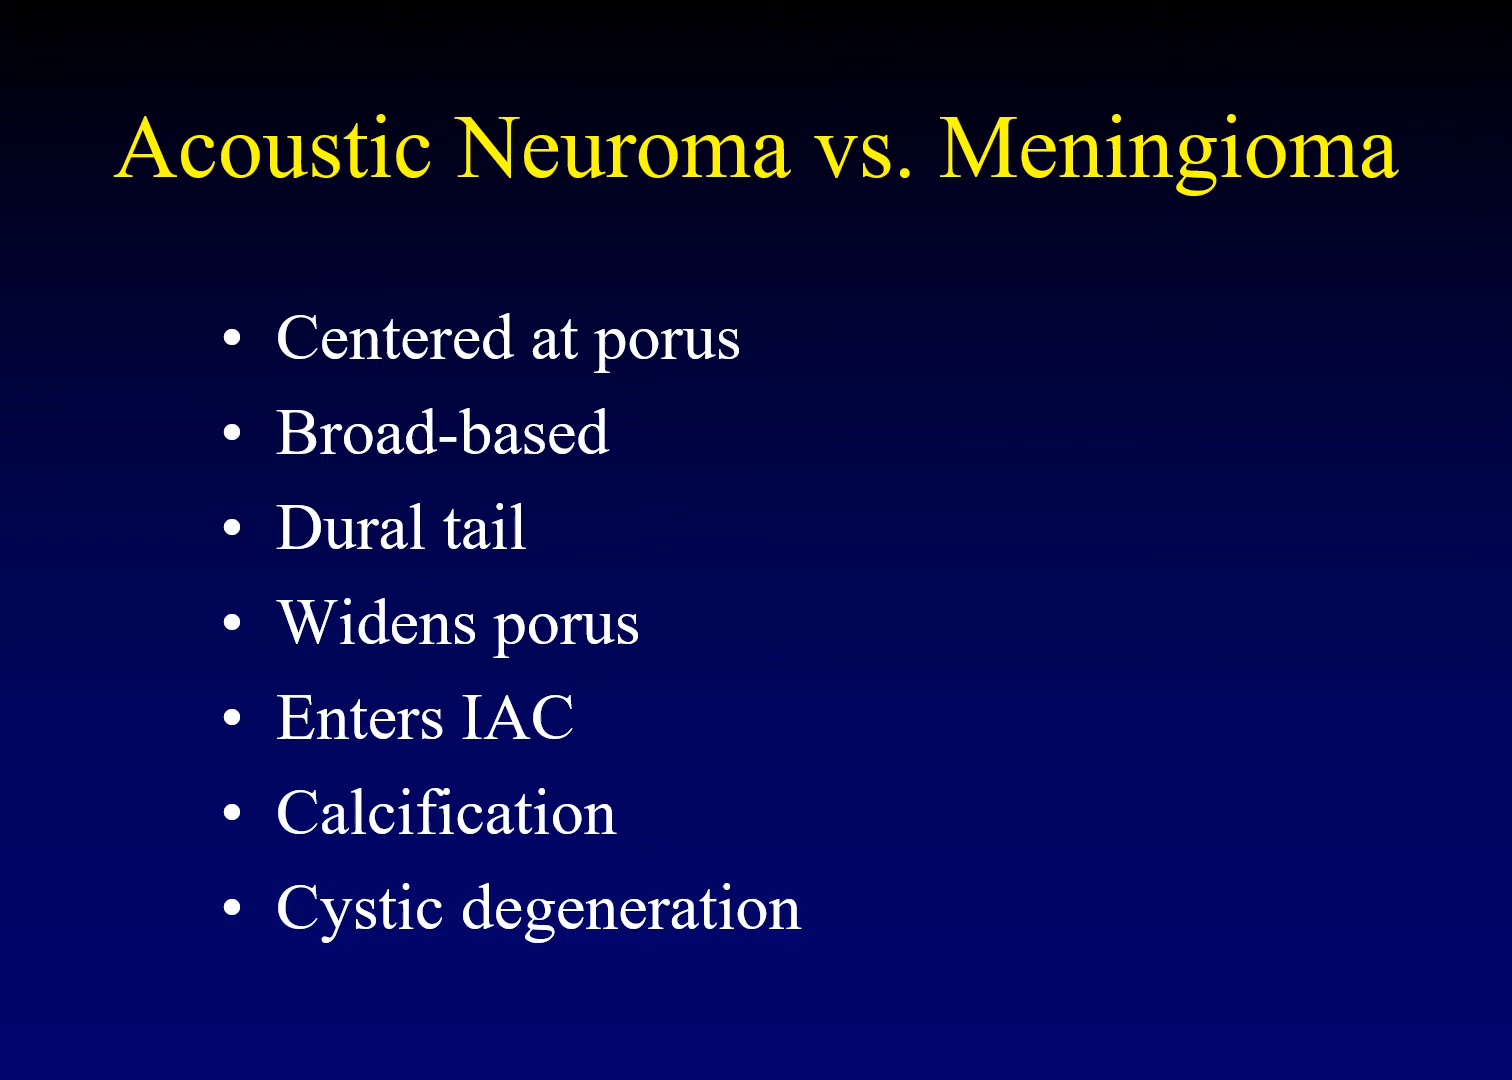 Acoustic Neuroma vs. Meningioma
• Centered at porus
• Broad-based
• Dural tail
• Widens porus
• Enters IAC
• Calcification
• Cystic degeneration